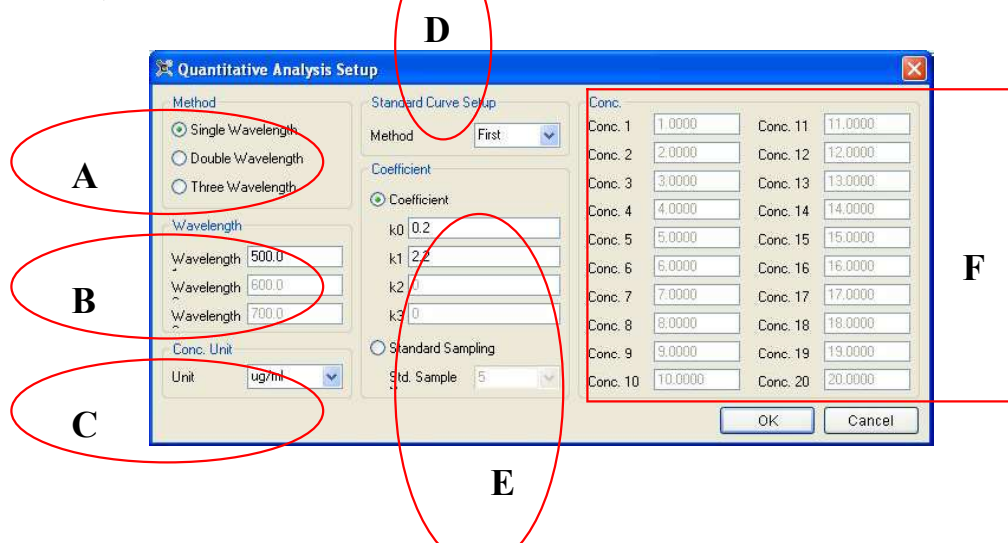 D
Quantitative Analysis Setup
Method
Single Wavelength
Double Wavelength
Three Wavelength
A
Wavelength
Wavelength 500.0
Wavelength 600.0
Wavelength 700.0
B
Conc. Unit
Unit ug/ml
C
Standard Curve Setup
Method First
Coefficient
Coefficient
k0 0.2
k1 2.2
k2 0
k3 0
Standard Sampling
Std. Sample 5
E
Conc.
Conc. 1 1.0000 Conc. 11 11.0000
Conc. 2 2.0000 Conc. 12 12.0000
Conc. 3 3.0000 Conc. 13 13.0000
Conc. 4 4.0000 Conc. 14 14.0000
Conc. 5 5.0000 Conc. 15 15.0000
Conc. 6 6.0000 Conc. 16 16.0000
Conc. 7 7.0000 Conc. 17 17.0000
Conc. 8 8.0000 Conc. 18 18.0000
Conc. 9 9.0000 Conc. 19 19.0000
Conc. 10 10.0000 Conc. 20 20.0000
F
OK Cancel